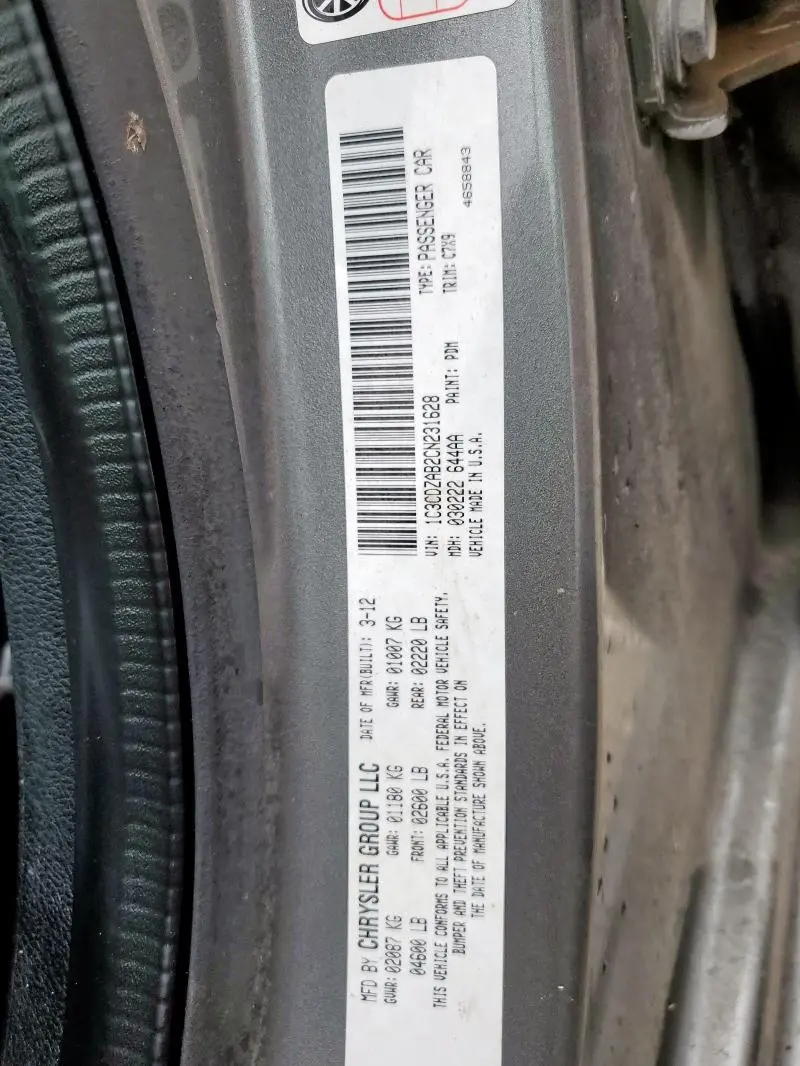 MFD BY CHRYSLER GROUP LLC DATE OF MFR(BUILT): 3-12
GVWR: 02087 KG GAWR: 01180 KG GAWR: 01007 KG
04600 LB FRONT: 02600 LB REAR: 02220 LB
THIS VEHICLE CONFORMS TO ALL APPLICABLE U.S.A. FEDERAL MOTOR VEHICLE SAFETY,
BUMPER AND THEFT PREVENTION STANDARDS IN EFFECT ON
THE DATE OF MANUFACTURE SHOWN ABOVE.
VIN: 1C3CDZAB2CN231628 TYPE: PASSENGER CAR
MDH: 030222 644AA PAINT: PDM TRIM: C7X9
VEHICLE MADE IN U.S.A. 4658843